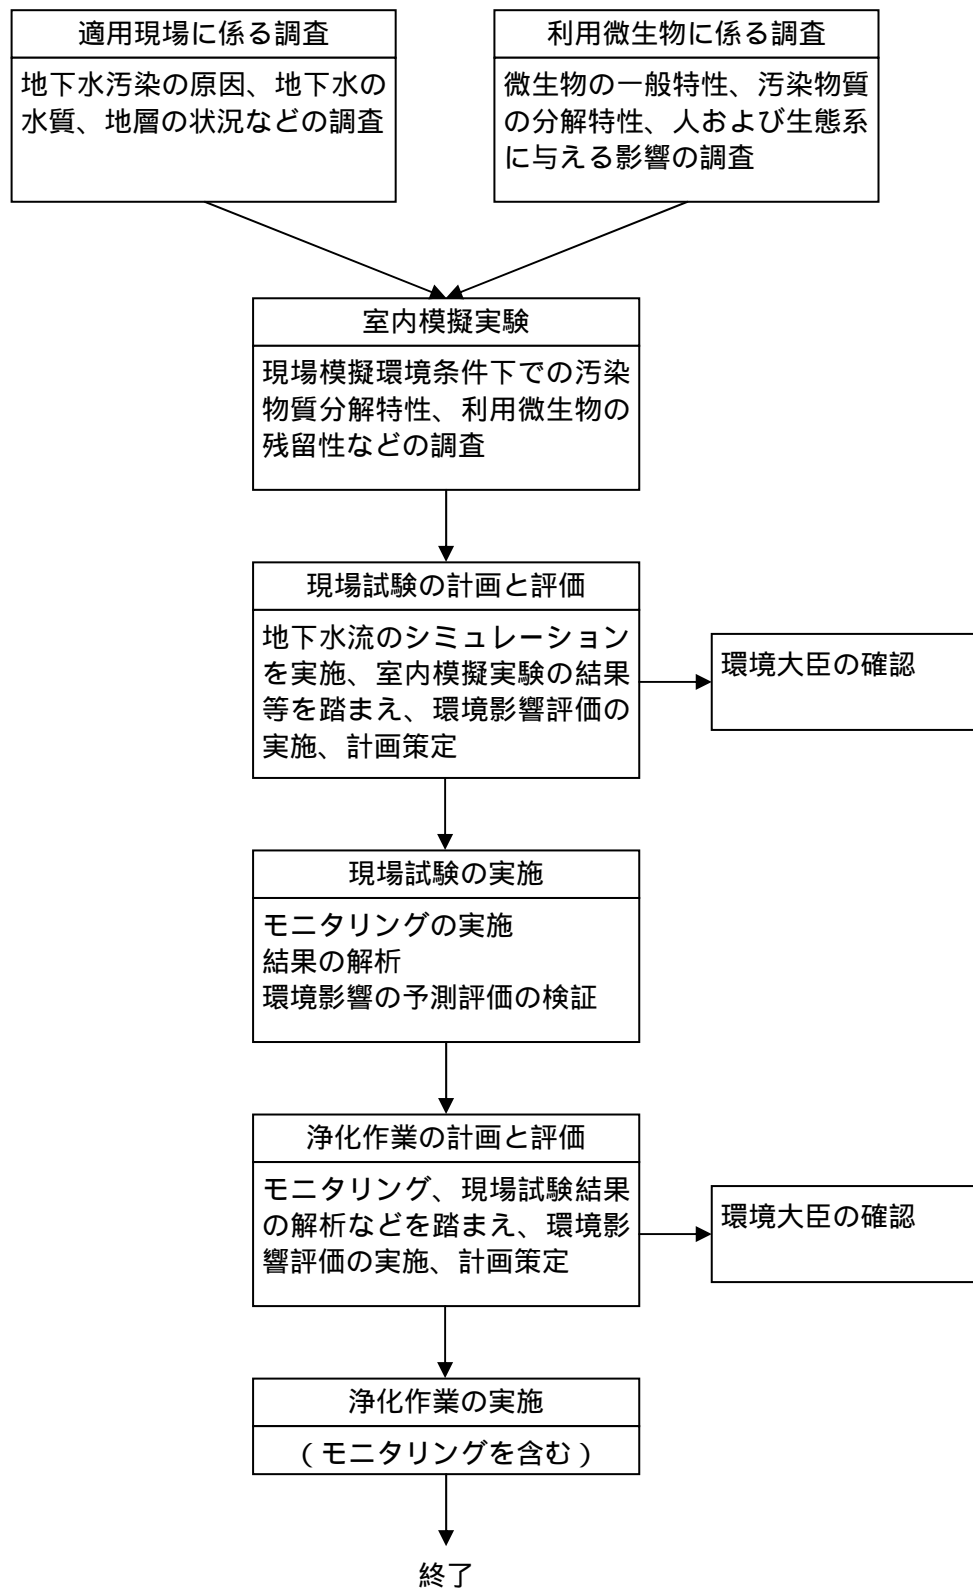 適用現場に係る調査
地下水汚染の原因、地下水の
水質、地層の状況などの調査
利用微生物に係る調査
微生物の一般特性、汚染物質
の分解特性、人および生態系
に与える影響の調査
室内模擬実験
現場模擬環境条件下での汚染
物質分解特性、利用微生物の
残留性などの調査
現場試験の計画と評価
地下水流のシミュレーション
を実施、室内模擬実験の結果
等を踏まえ、環境影響評価の
実施、計画策定
環境大臣の確認
現場試験の実施
モニタリングの実施
結果の解析
環境影響の予測評価の検証
浄化作業の計画と評価
モニタリング、現場試験結果
の解析などを踏まえ、環境影
響評価の実施、計画策定
環境大臣の確認
浄化作業の実施
（モニタリングを含む）
終了